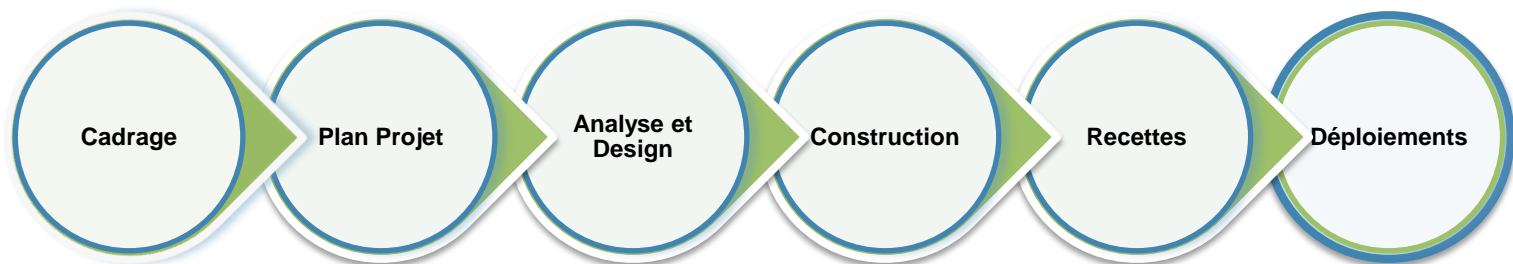 Cadrage
Plan Projet
Analyse et
Design
Construction
Recettes
Déploiements